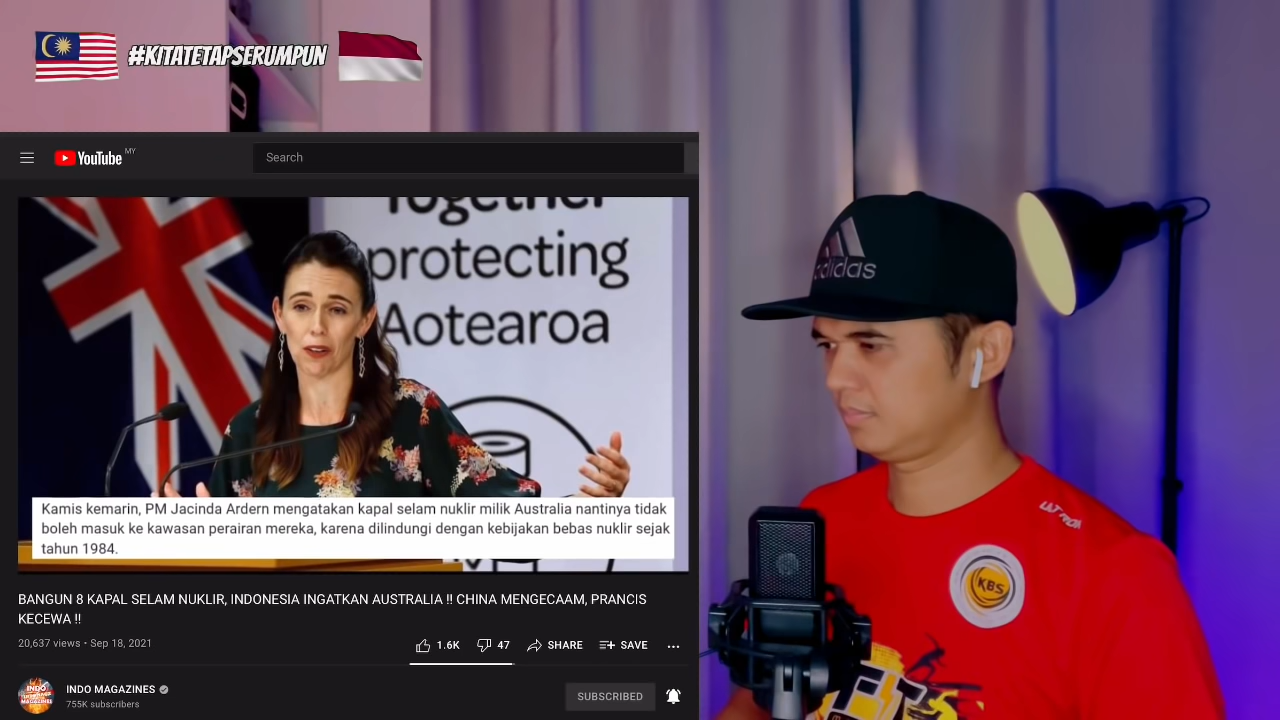 #KITATETAPSERUMPUN
YouTube MY
Search
Together
protecting
Aotearoa
Kamis kemarin, PM Jacinda Ardern mengatakan kapal selam nuklir milik Australia nantinya tidak
boleh masuk ke kawasan perairan mereka, karena dilindungi dengan kebijakan bebas nuklir sejak
tahun 1984.
BANGUN 8 KAPAL SELAM NUKLIR, INDONESIA INGATKAN AUSTRALIA !! CHINA MENGECAAM, PRANCIS
KECEWA !!
20,637 views • Sep 18, 2021
1.6K
47
SHARE
SAVE
INDO MAGAZINES
755K subscribers
SUBSCRIBED
adidas
KBS